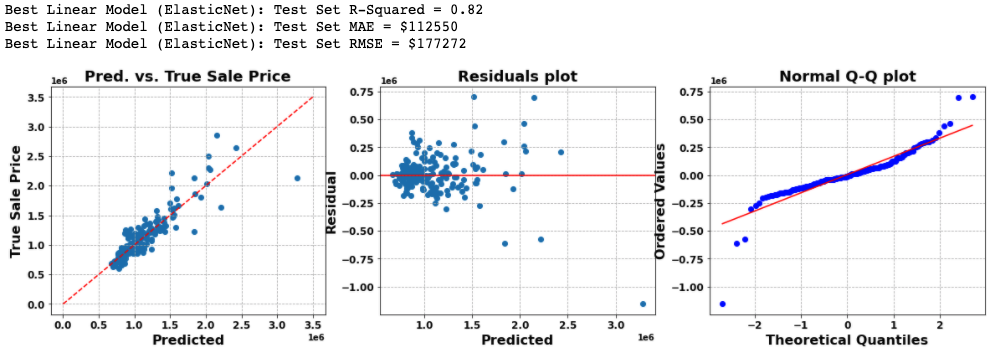 Best Linear Model (ElasticNet): Test Set R-Squared = 0.82
Best Linear Model (ElasticNet): Test Set MAE = $112550
Best Linear Model (ElasticNet): Test Set RMSE = $177272
Pred. vs. True Sale Price
1e6
3.5
3.0
2.5
2.0
1.5
1.0
0.5
0.0
True Sale Price
0.0 0.5 1.0 1.5 2.0 2.5 3.0 3.5
1e6
Predicted
Residuals plot
1e6
0.75
0.50
0.25
0.00
−0.25
−0.50
−0.75
−1.00
Residual
1.0 1.5 2.0 2.5 3.0
1e6
Predicted
Normal Q-Q plot
1e6
0.75
0.50
0.25
0.00
−0.25
−0.50
−0.75
−1.00
Ordered Values
−2 −1 0 1 2
Theoretical Quantiles